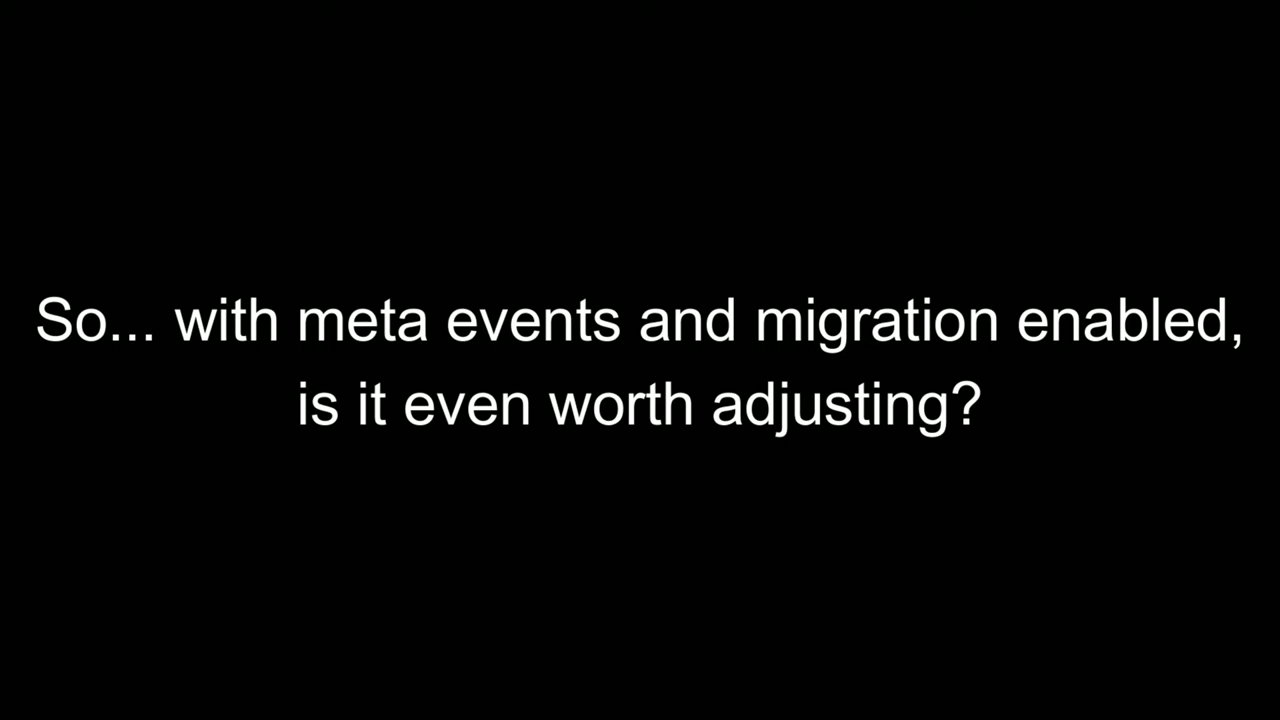 So... with meta events and migration enabled,
is it even worth adjusting?